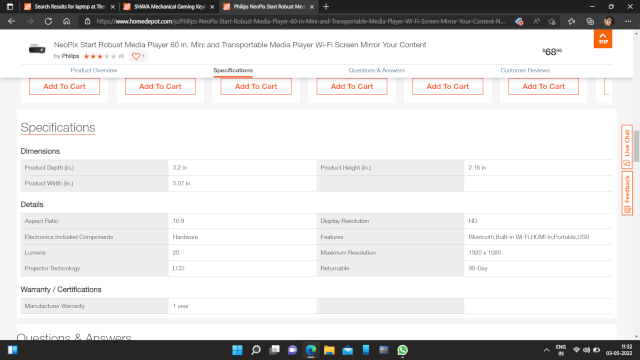 Search Results for laptop at The
SHAVA Mechanical Gaming Key
Philips NeoPix Start Robust Med
https://www.homedepot.com/p/Philips-NeoPix-Start-Robust-Media-Player-60-in-Mini-and-Transportable-Media-Player-Wi-Fi-Screen-Mirror-Your-Content-N...
NeoPix Start Robust Media Player 60 in. Mini and Transportable Media Player Wi-Fi Screen Mirror Your Content
by Philips
$68
TOP
Product Overview
Specifications
Questions & Answers
Customer Reviews
Add To Cart
Add To Cart
Add To Cart
Add To Cart
Add To Cart
Add To Cart
Specifications
Live Chat
Feedback
Dimensions
Product Depth (in.) 3.2 in Product Height (in.) 2.16 in
Product Width (in.) 5.07 in
Details
Aspect Ratio 16:9 Display Resolution HD
Electronics Included Components Hardware Features Bluetooth,Built-in Wi-Fi,HDMI In,Portable,USB
Lumens 20 Maximum Resolution 1920 x 1080
Projector Technology LCD Returnable 90-Day
Warranty / Certifications
Manufacturer Warranty 1 year
Questions & Answers
ENG
IN
11:32
03-05-2022